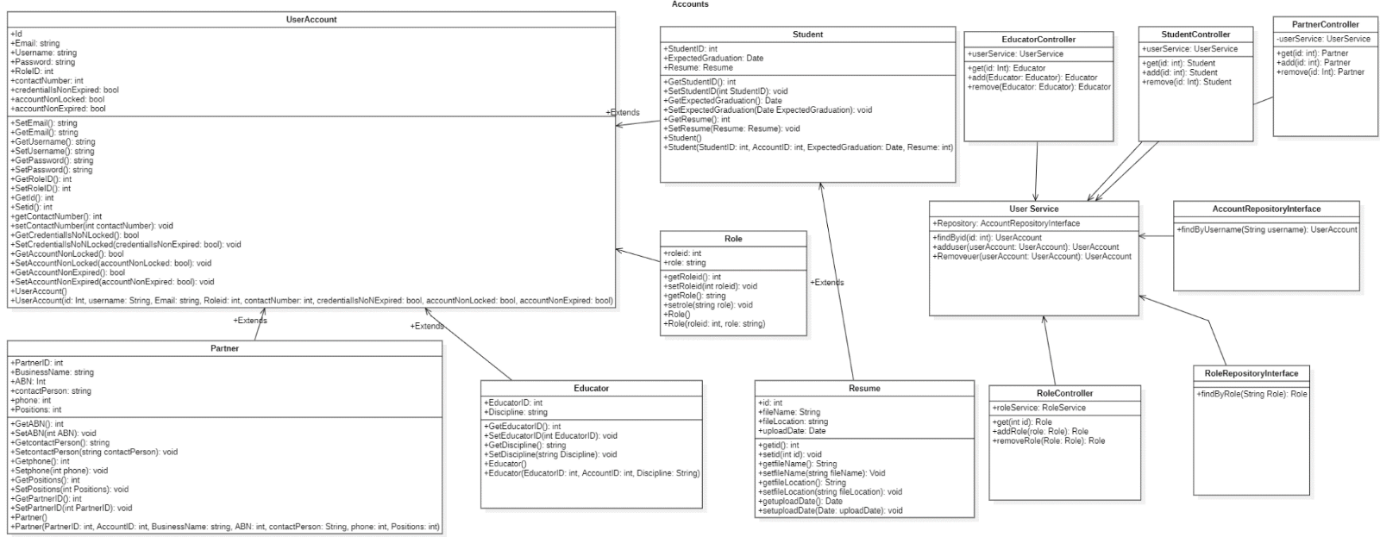 Accounts
UserAccount
+Id
+Email: string
+Username: string
+Password: string
+RoleID: int
+contactNumber: int
+credentialIsNonExpired: bool
+accountNonLocked: bool
+accountNonExpired: bool
+SetEmail(): string
+GetEmail(): string
+GetUsername(): string
+SetUsername(): string
+GetPassword(): string
+SetPassword(): string
+GetRoleID(): int
+SetRoleID(): int
+GetId(): int
+Setid(): int
+getContactNumber(): int
+setContactNumber(int contactNumber): void
+GetCredentialIsNoNLocked(): bool
+SetCredentialIsNoNLocked(credentialIsNonExpired: bool): void
+GetAccountNonLocked(): bool
+SetAccountNonLocked(accountNonLocked: bool): void
+GetAccountNonExpired(): bool
+SetAccountNonExpired(accountNonExpired: bool): void
+UserAccount()
+UserAccount(id: Int, username: String, Email: string, Roleid: int, contactNumber: int, credentialIsNoNExpired: bool, accountNonLocked: bool, accountNonExpired: bool)
+Extends
Student
+StudentID: int
+ExpectedGraduation: Date
+Resume: Resume
+GetStudentID(): int
+SetStudentID(int StudentID): void
+GetExpectedGraduation(): Date
+SetExpectedGraduation(Date ExpectedGraduation): void
+GetResume(): int
+SetResume(Resume: Resume): void
+Student()
+Student(StudentID: int, AccountID: int, ExpectedGraduation: Date, Resume: int)
EducatorController
+userService: UserService
+get(id: Int): Educator
+add(Educator: Educator): Educator
+remove(Educator: Educator): Educator
StudentController
+userService: UserService
+get(id: int): Student
+add(id: int): Student
+remove(id: Int): Student
PartnerController
-userService: UserService
+get(id: int): Partner
+add(id: int): Partner
+remove(id: Int): Partner
User Service
+Repository: AccountRepositoryInterface
+findByid(id: int): UserAccount
+adduser(userAccount: UserAccount): UserAccount
+Removeuer(userAccount: UserAccount): UserAccount
AccountRepositoryInterface
+findByUsername(String username): UserAccount
Role
+roleid: int
+role: string
+getRoleid(): int
+setRoleid(int roleid): void
+getRole(): string
+setrole(string role): void
+Role()
+Role(roleid: int, role: string)
+Extends
+Extends
+Extends
Partner
+PartnerID: int
+BusinessName: string
+ABN: Int
+contactPerson: string
+phone: int
+Positions: int
+GetABN(): int
+SetABN(int ABN): void
+GetcontactPerson(): string
+SetcontactPerson(string contactPerson): void
+Getphone(): int
+Setphone(int phone): void
+GetPositions(): int
+SetPositions(int Positions): void
+GetPartnerID(): int
+SetPartnerID(int PartnerID): void
+Partner()
+Partner(PartnerID: int, AccountID: int, BusinessName: string, ABN: int, contactPerson: String, phone: int, Positions: int)
Educator
+EducatorID: int
+Discipline: string
+GetEducatorID(): int
+SetEducatorID(int EducatorID): void
+GetDiscipline(): string
+SetDiscipline(string Discipline): void
+Educator()
+Educator(EducatorID: int, AccountID: int, Discipline: String)
Resume
+id: int
+fileName: String
+fileLocation: string
+uploadDate: Date
+getid(): int
+setid(int id): void
+getfileName(): String
+setfileName(string fileName): Void
+getfileLocation(): String
+setfileLocation(string fileLocation): void
+getuploadDate(): Date
+setuploadDate(Date: uploadDate): void
RoleController
+roleService: RoleService
+get(int id): Role
+addRole(role: Role): Role
+removeRole(Role: Role): Role
RoleRepositoryInterface
+findByRole(String Role): Role